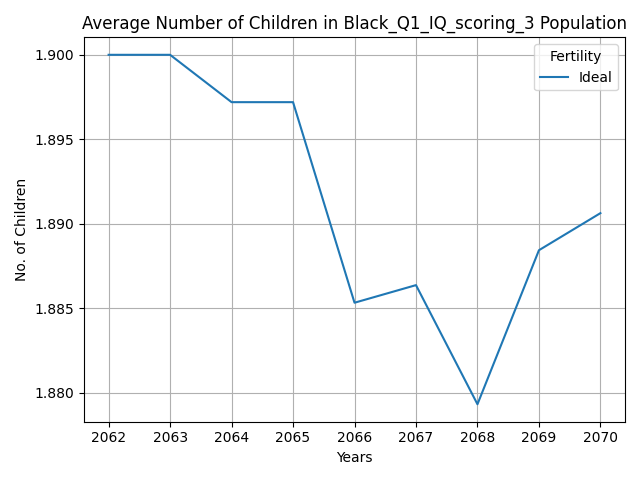 Average Number of Children in Black_Q1_IQ_scoring_3 Population
Fertility
Ideal
1.900
1.895
1.890
1.885
1.880
No. of Children
2062 2063 2064 2065 2066 2067 2068 2069 2070
Years